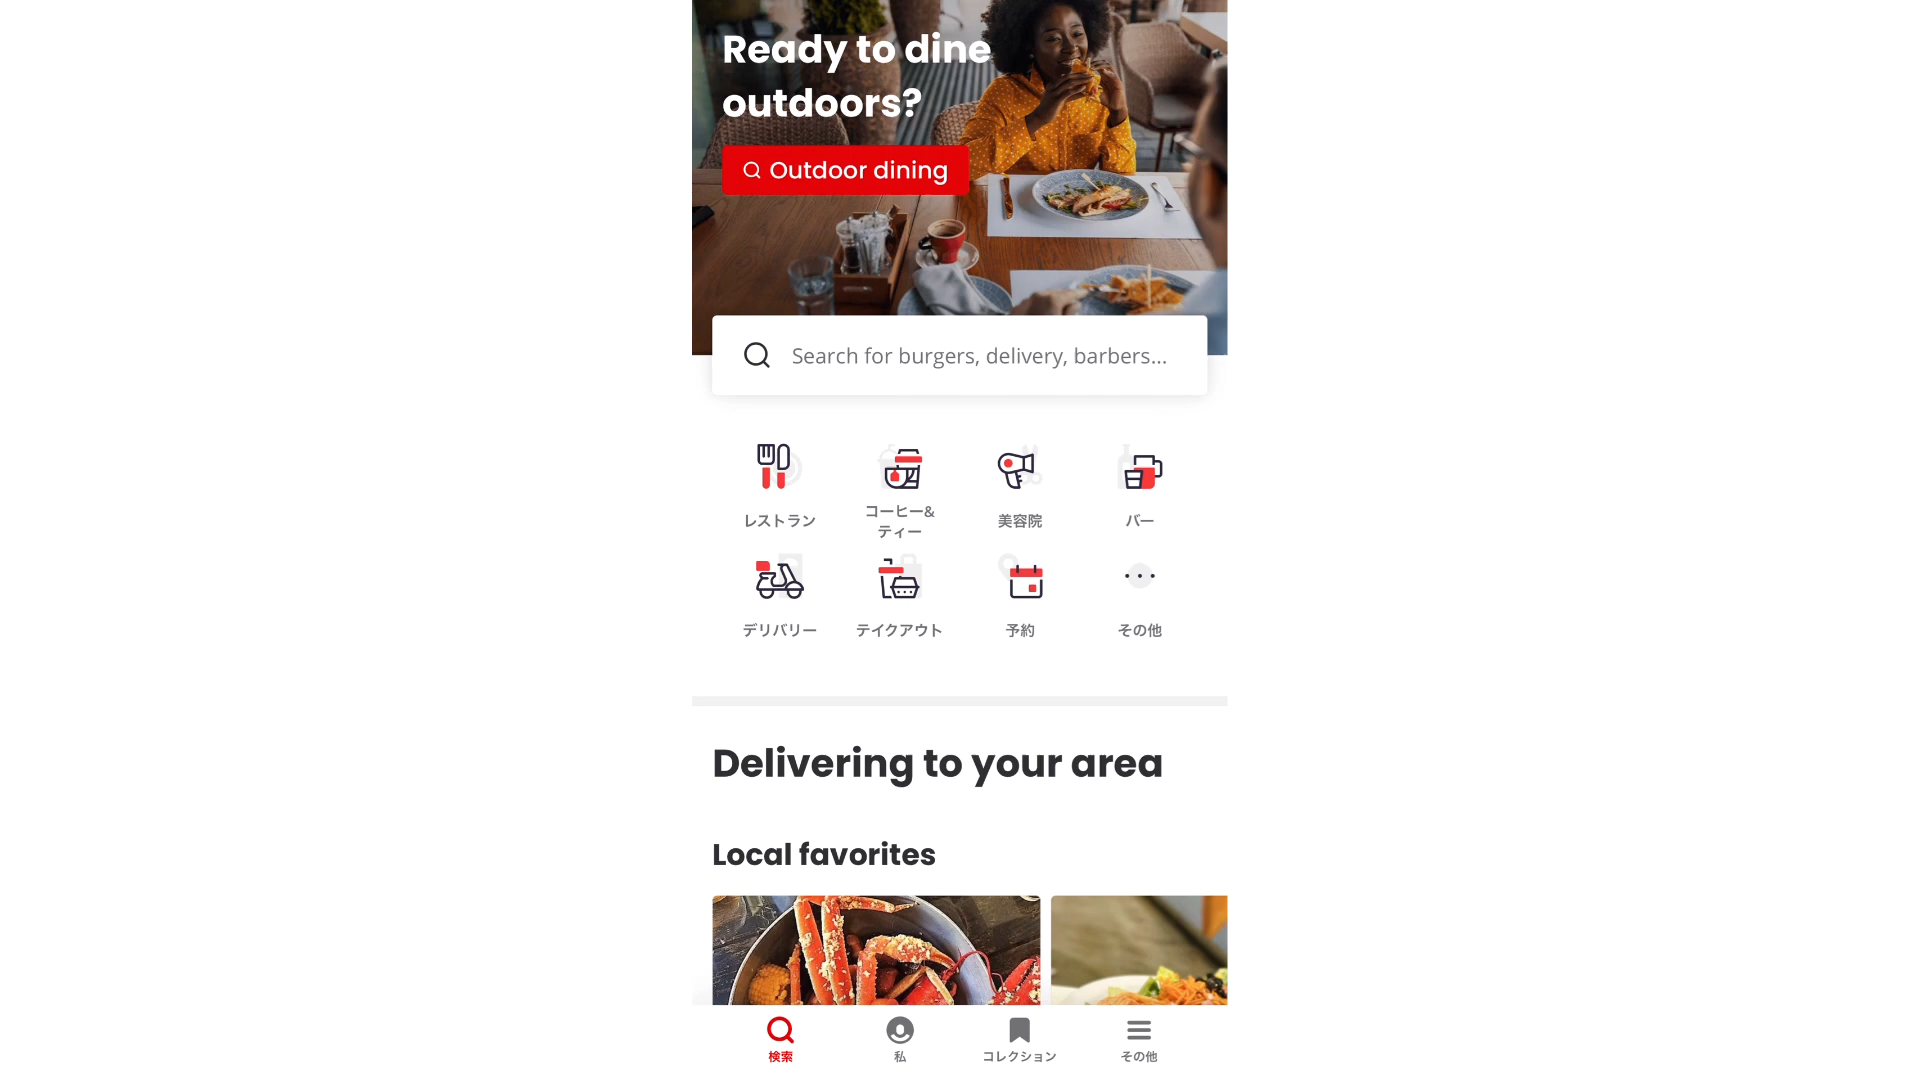 Ready to dine
outdoors?
Outdoor dining
Search for burgers, delivery, barbers...
レストラン
コーヒー&
ティー
美容院
バー
デリバリー
テイクアウト
予約
その他
Delivering to your area
Local favorites
検索
私
コレクション
その他